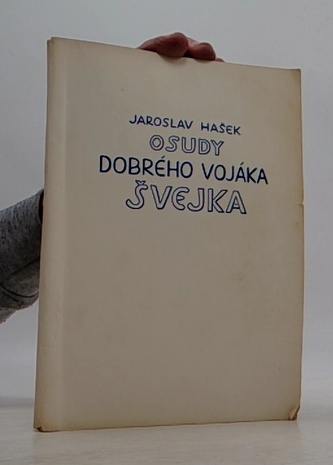 JAROSLAV HAŠEK
OSUDY
DOBRÉHO VOJÁKA
ŠVEJKA